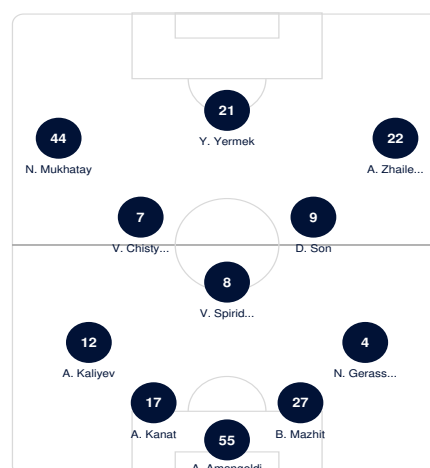 21
Y. Yermek
44
N. Mukhatay
22
A. Zhaile...
7
V. Chisty...
9
D. Son
8
V. Spirid...
12
A. Kaliyev
4
N. Gerass...
17
A. Kanat
27
B. Mazhit
55
A. Amangeldi